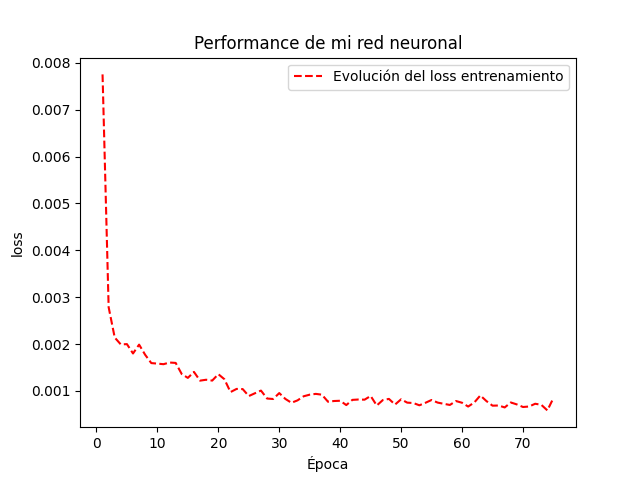 Performance de mi red neuronal
Evolución del loss entrenamiento
0.008
0.007
0.006
0.005
0.004
0.003
0.002
0.001
loss
0 10 20 30 40 50 60 70
Época